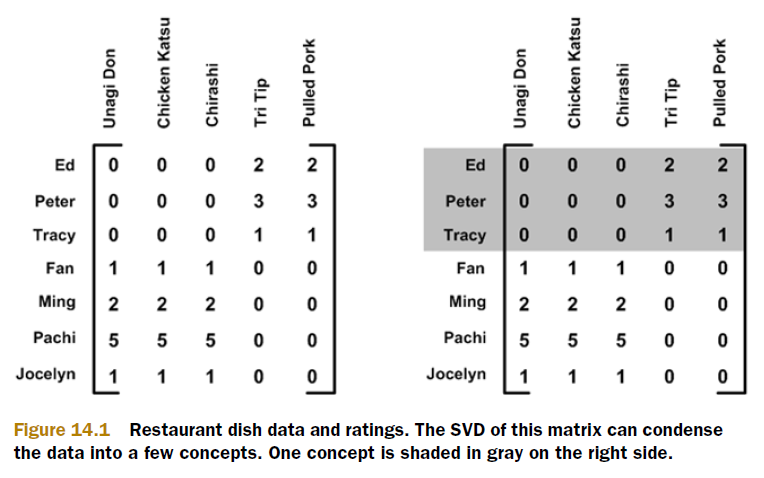 Unagi Don Chicken Katsu Chirashi Tri Tip Pulled Pork
Ed 0 0 0 2 2
Peter 0 0 0 3 3
Tracy 0 0 0 1 1
Fan 1 1 1 0 0
Ming 2 2 2 0 0
Pachi 5 5 5 0 0
Jocelyn 1 1 1 0 0
Unagi Don Chicken Katsu Chirashi Tri Tip Pulled Pork
Ed 0 0 0 2 2
Peter 0 0 0 3 3
Tracy 0 0 0 1 1
Fan 1 1 1 0 0
Ming 2 2 2 0 0
Pachi 5 5 5 0 0
Jocelyn 1 1 1 0 0
Figure 14.1 Restaurant dish data and ratings. The SVD of this matrix can condense
the data into a few concepts. One concept is shaded in gray on the right side.